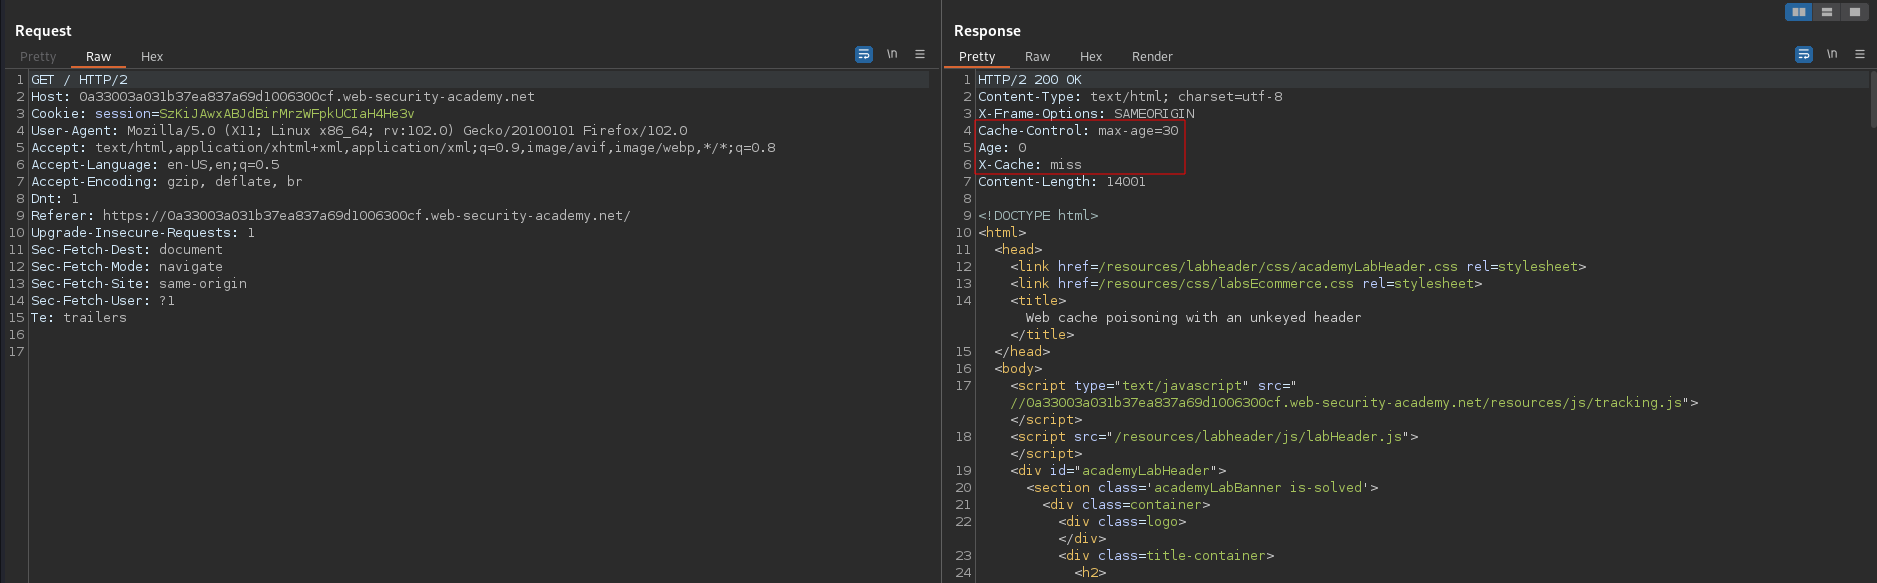 Request
Pretty Raw Hex \n
1 GET / HTTP/2
2 Host: 0a33003a031b37ea837a69d1006300cf.web-security-academy.net
3 Cookie: session=SzKiJAwxABJdBirMrzWFpkUCIaH4He3v
4 User-Agent: Mozilla/5.0 (X11; Linux x86_64; rv:102.0) Gecko/20100101 Firefox/102.0
5 Accept: text/html,application/xhtml+xml,application/xml;q=0.9,image/avif,image/webp,*/*;q=0.8
6 Accept-Language: en-US,en;q=0.5
7 Accept-Encoding: gzip, deflate, br
8 Dnt: 1
9 Referer: https://0a33003a031b37ea837a69d1006300cf.web-security-academy.net/
10 Upgrade-Insecure-Requests: 1
11 Sec-Fetch-Dest: document
12 Sec-Fetch-Mode: navigate
13 Sec-Fetch-Site: same-origin
14 Sec-Fetch-User: ?1
15 Te: trailers
16
17
Response
Pretty Raw Hex Render \n
1 HTTP/2 200 OK
2 Content-Type: text/html; charset=utf-8
3 X-Frame-Options: SAMEORIGIN
4 Cache-Control: max-age=30
5 Age: 0
6 X-Cache: miss
7 Content-Length: 14001
8
9 <!DOCTYPE html>
10 <html>
11 <head>
12 <link href=/resources/labheader/css/academyLabHeader.css rel=stylesheet>
13 <link href=/resources/css/labsEcommerce.css rel=stylesheet>
14 <title>
Web cache poisoning with an unkeyed header
</title>
15 </head>
16 <body>
17 <script type="text/javascript" src="
//0a33003a031b37ea837a69d1006300cf.web-security-academy.net/resources/js/tracking.js">
</script>
18 <script src="/resources/labheader/js/labHeader.js">
</script>
19 <div id="academyLabHeader">
20 <section class='academyLabBanner is-solved'>
21 <div class=container>
22 <div class=logo>
</div>
23 <div class=title-container>
24 <h2>